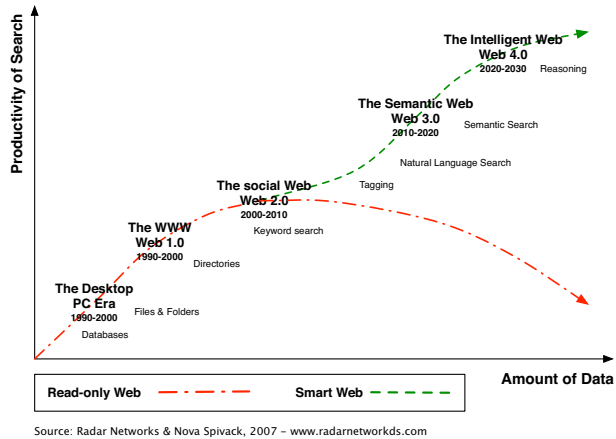 Productivity of Search
The Intelligent Web
Web 4.0
2020-2030
Reasoning
The Semantic Web
Web 3.0
2010-2020
Semantic Search
Natural Language Search
Tagging
The social Web
Web 2.0
2000-2010
Keyword search
The WWW
Web 1.0
1990-2000
Directories
The Desktop
PC Era
1990-2000
Files & Folders
Databases
Amount of Data
Read-only Web
Smart Web
Source: Radar Networks & Nova Spivack, 2007 – www.radarnetworkds.com